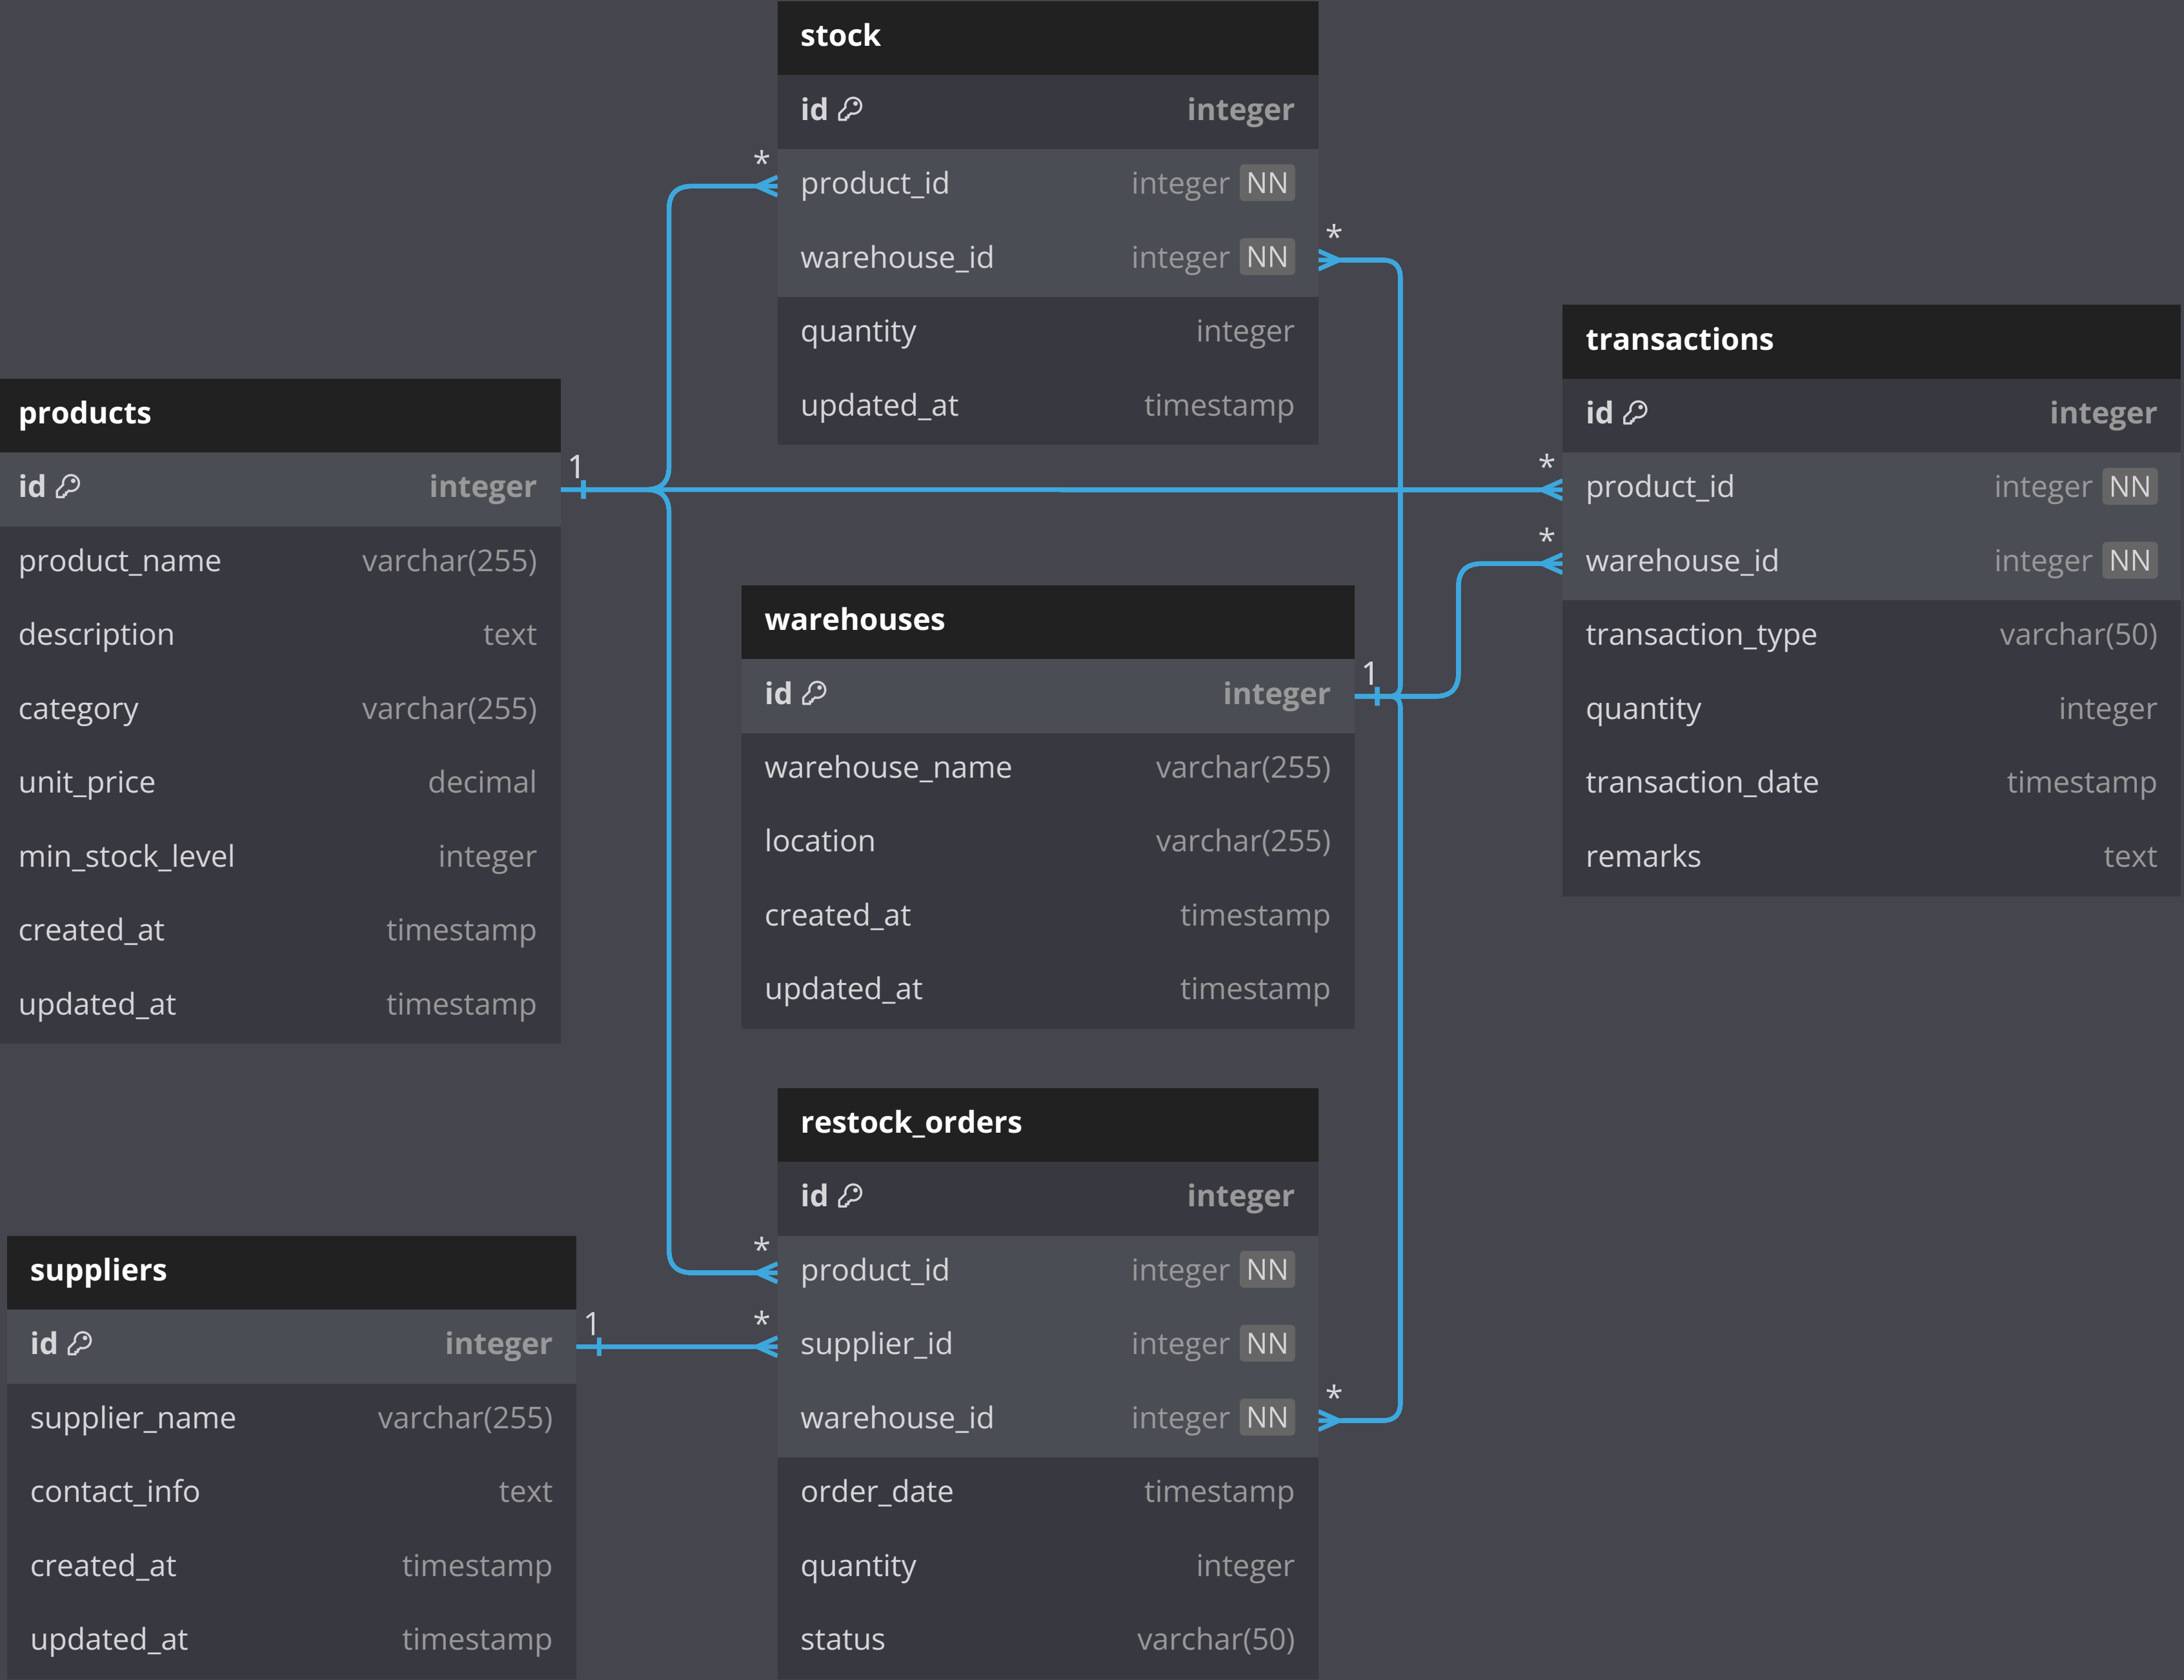 stock
id integer
product_id integer NN
warehouse_id integer NN
quantity integer
updated_at timestamp
products
id integer
product_name varchar(255)
description text
category varchar(255)
unit_price decimal
min_stock_level integer
created_at timestamp
updated_at timestamp
1
*
*
*
*
*
warehouses
id integer
warehouse_name varchar(255)
location varchar(255)
created_at timestamp
updated_at timestamp
1
transactions
id integer
product_id integer NN
warehouse_id integer NN
transaction_type varchar(50)
quantity integer
transaction_date timestamp
remarks text
suppliers
id integer
supplier_name varchar(255)
contact_info text
created_at timestamp
updated_at timestamp
1
*
*
restock_orders
id integer
product_id integer NN
supplier_id integer NN
warehouse_id integer NN
order_date timestamp
quantity integer
status varchar(50)